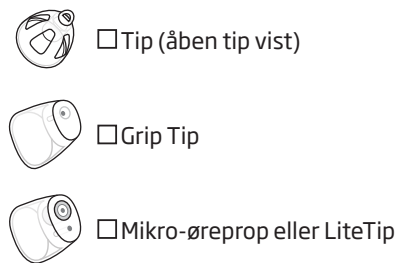 ☐ Tip (åben tip vist)
☐ Grip Tip
☐ Mikro-øreprop eller LiteTip